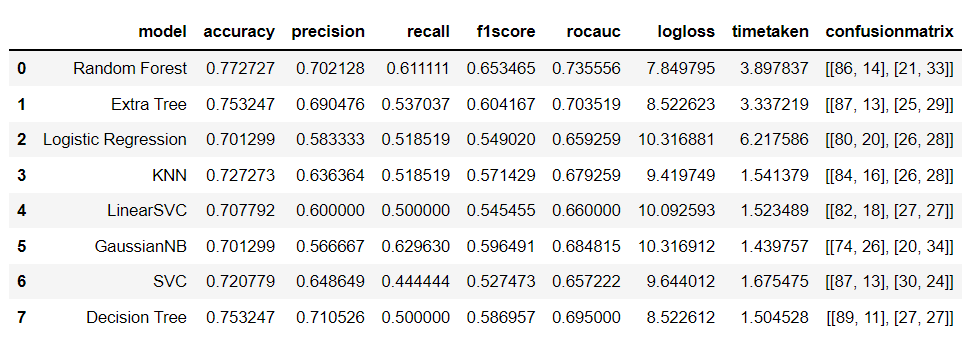 model accuracy precision recall f1score rocauc logloss timetaken confusionmatrix
0 Random Forest 0.772727 0.702128 0.611111 0.653465 0.735556 7.849795 3.897837 [[86, 14], [21, 33]]
1 Extra Tree 0.753247 0.690476 0.537037 0.604167 0.703519 8.522623 3.337219 [[87, 13], [25, 29]]
2 Logistic Regression 0.701299 0.583333 0.518519 0.549020 0.659259 10.316881 6.217586 [[80, 20], [26, 28]]
3 KNN 0.727273 0.636364 0.518519 0.571429 0.679259 9.419749 1.541379 [[84, 16], [26, 28]]
4 LinearSVC 0.707792 0.600000 0.500000 0.545455 0.660000 10.092593 1.523489 [[82, 18], [27, 27]]
5 GaussianNB 0.701299 0.566667 0.629630 0.596491 0.684815 10.316912 1.439757 [[74, 26], [20, 34]]
6 SVC 0.720779 0.648649 0.444444 0.527473 0.657222 9.644012 1.675475 [[87, 13], [30, 24]]
7 Decision Tree 0.753247 0.710526 0.500000 0.586957 0.695000 8.522612 1.504528 [[89, 11], [27, 27]]